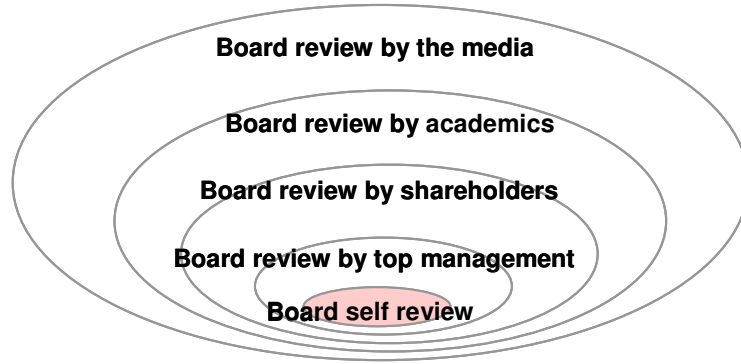 Board review by the media
Board review by academics
Board review by shareholders
Board review by top management
Board self review